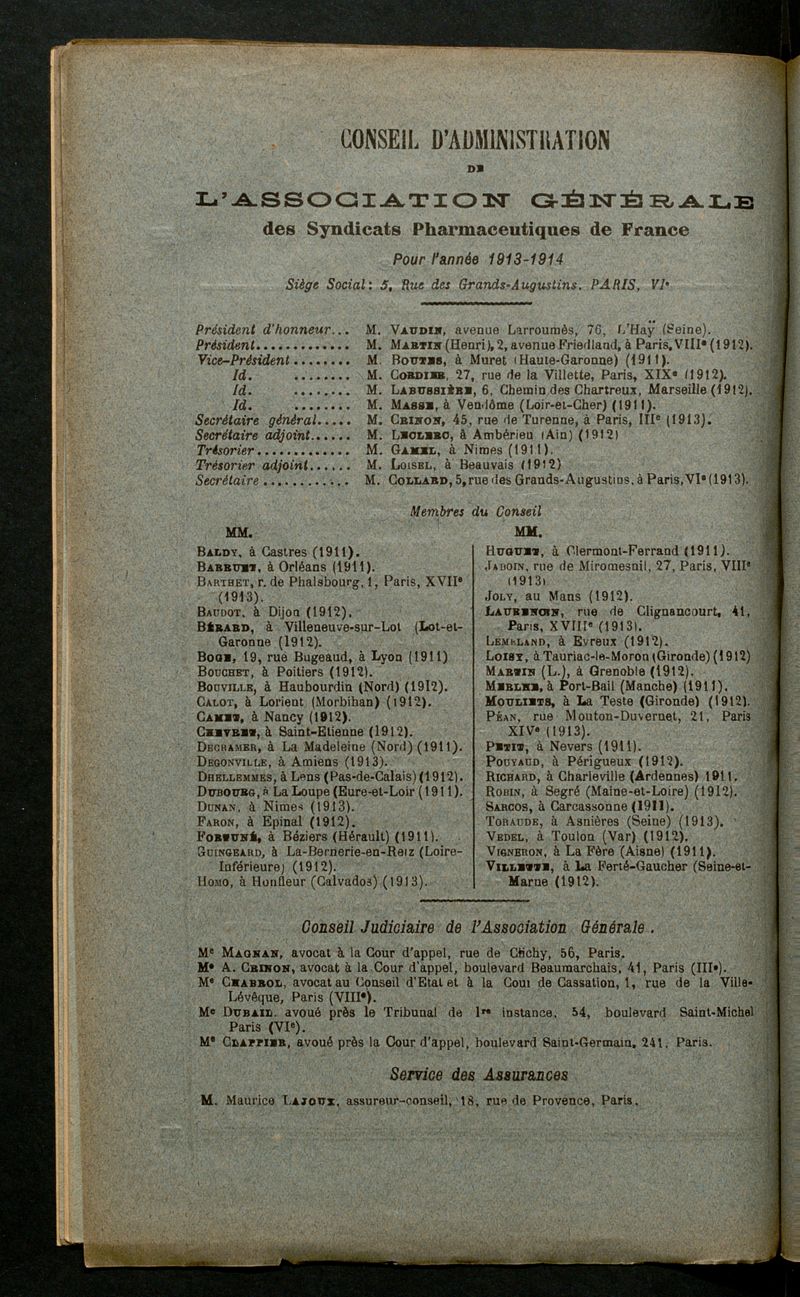 CONSEIL D'ADMINISTRATION
DE
L'ASSOCIATION GÉNÉRALE
des Syndicats Pharmaceutiques de France
Pour l'année 1913-1914
Siège Social: 5, Rue des Grands-Augustins. PARIS, VIe
Président d'honneur... M. VAUDIN, avenue Larroumès, 76, L'Haÿ (Seine).
Président............. M. MARTIN (Henri), 2, avenue Friedland, à Paris, VIIIe (1912).
Vice-Président........ M. BOUTES, à Muret (Haute-Garonne) (1911).
Id. ........ M. CORDIER, 27, rue de la Villette, Paris, XIXe (1912).
Id. ........ M. LABUSSIÈRE, 6, Chemin des Chartreux, Marseille (1912).
Id. ........ M. MASSE, à Vendôme (Loir-et-Cher) (1911).
Secrétaire général..... M. CRINON, 45, rue de Turenne, à Paris, IIIe (1913).
Secrétaire adjoint...... M. LECLERC, à Ambérieu (Ain) (1912)
Trésorier............. M. GAMEL, à Nimes (1911).
Trésorier adjoint...... M. LOISEL, à Beauvais (1912)
Secrétaire............ M. COLLARD, 5, rue des Grands-Augustins, à Paris, VIe (1913).
Membres du Conseil
MM.
BALDY, à Castres (1911).
BARRUET, à Orléans (1911).
BARTHET, r. de Phalsbourg, 1, Paris, XVIIe
(1913).
BAUDOT, à Dijon (1912).
BÉRARD, à Villeneuve-sur-Lot (Lot-et-
Garonne (1912).
BOGE, 19, rue Bugeaud, à Lyon (1911)
BOUCHET, à Poitiers (1912).
BOUVILLE, à Haubourdin (Nord) (1912).
CALOT, à Lorient (Morbihan) (1912).
CAMET, à Nancy (1912).
CHEVRET, à Saint-Etienne (1912).
DECRAMER, à La Madeleine (Nord) (1911).
DEGONVILLE, à Amiens (1913).
DHELLEMMES, à Lens (Pas-de-Calais) (1912).
DUBOURG, à La Loupe (Eure-et-Loir (1911).
DUNAN, à Nimes (1913).
FARON, à Epinal (1912).
FORTUNÉ, à Béziers (Hérault) (1911).
GUINGEARD, à La-Bernerie-en-Retz (Loire-
Inférieure) (1912).
HOMO, à Honfleur (Calvados) (1913).
MM.
HUGUET, à Clermont-Ferrand (1911).
JABOIN, rue de Miromesnil, 27, Paris, VIIIe
(1913)
JOLY, au Mans (1912).
LAURENCIN, rue de Clignancourt, 41,
Paris, XVIIIe (1913).
LEMELAND, à Evreux (1912).
LOISY, à Tauriac-le-Moron (Gironde) (1912)
MARTIN (L.), à Grenoble (1912).
MERLEE, à Port-Bail (Manche) (1911).
MOULIETS, à La Teste (Gironde) (1912).
PÉAN, rue Mouton-Duvernet, 21, Paris
XIVe (1913).
PETIT, à Nevers (1911).
POUYAUD, à Périgueux (1912).
RICHARD, à Charleville (Ardennes) 1911.
ROBIN, à Segré (Maine-et-Loire) (1912).
SARCOS, à Carcassonne (1911).
TORAUDE, à Asnières (Seine) (1913).
VEDEL, à Toulon (Var) (1912).
VIGNERON, à La Fère (Aisne) (1911).
VILLETTE, à La Ferté-Gaucher (Seine-et-
Marne (1912).
Conseil Judiciaire de l'Association Générale.
Me MAGNAN, avocat à la Cour d'appel, rue de Clichy, 56, Paris.
Me A. CRINON, avocat à la Cour d'appel, boulevard Beaumarchais, 41, Paris (IIIe).
Me CHABROL, avocat au Conseil d'Etat et à la Cour de Cassation, 1, rue de la Ville-
Lévêque, Paris (VIIIe).
Me DUBAIL, avoué près le Tribunal de 1re instance, 54, boulevard Saint-Michel
Paris (VIe).
Me CLAPPIER, avoué près la Cour d'appel, boulevard Saint-Germain, 241, Paris.
Service des Assurances
M. Maurice LAJOUX, assureur-conseil, 18, rue de Provence, Paris.